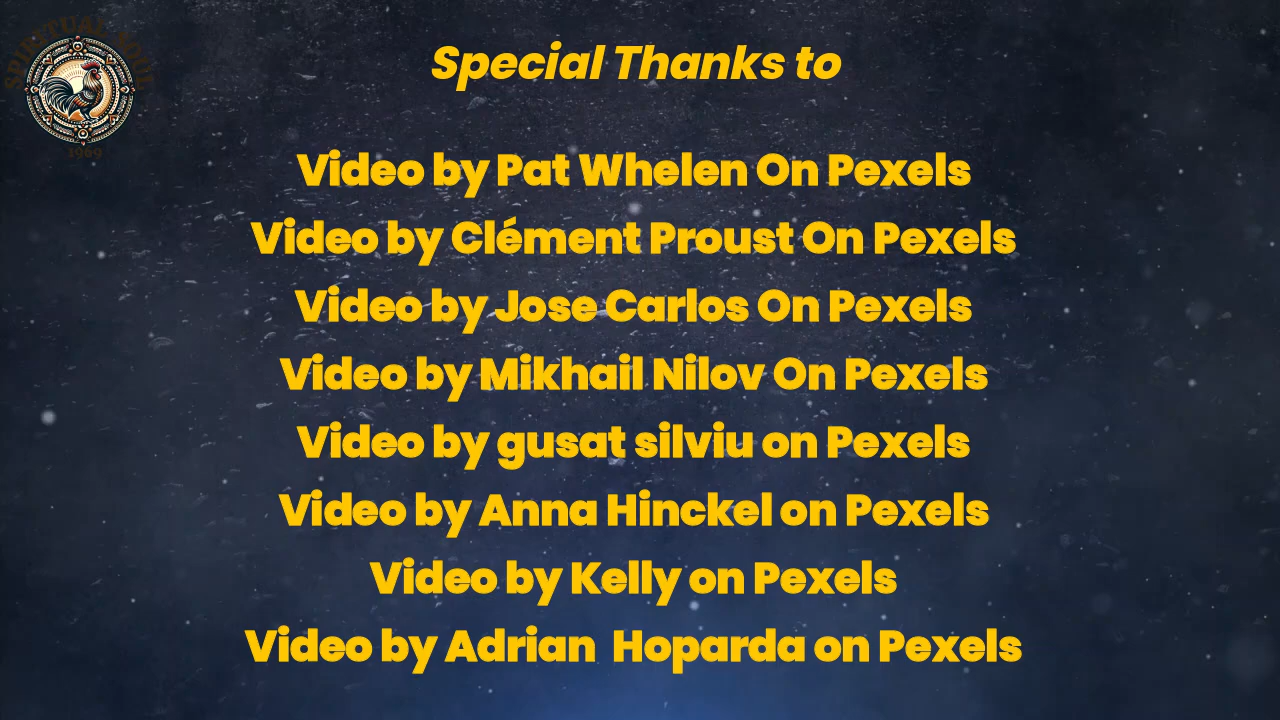 Special Thanks to
Video by Pat Whelen On Pexels
Video by Clément Proust On Pexels
Video by Jose Carlos On Pexels
Video by Mikhail Nilov On Pexels
Video by gusat silviu on Pexels
Video by Anna Hinckel on Pexels
Video by Kelly on Pexels
Video by Adrian  Hoparda on Pexels
SPIRITUAL
1969